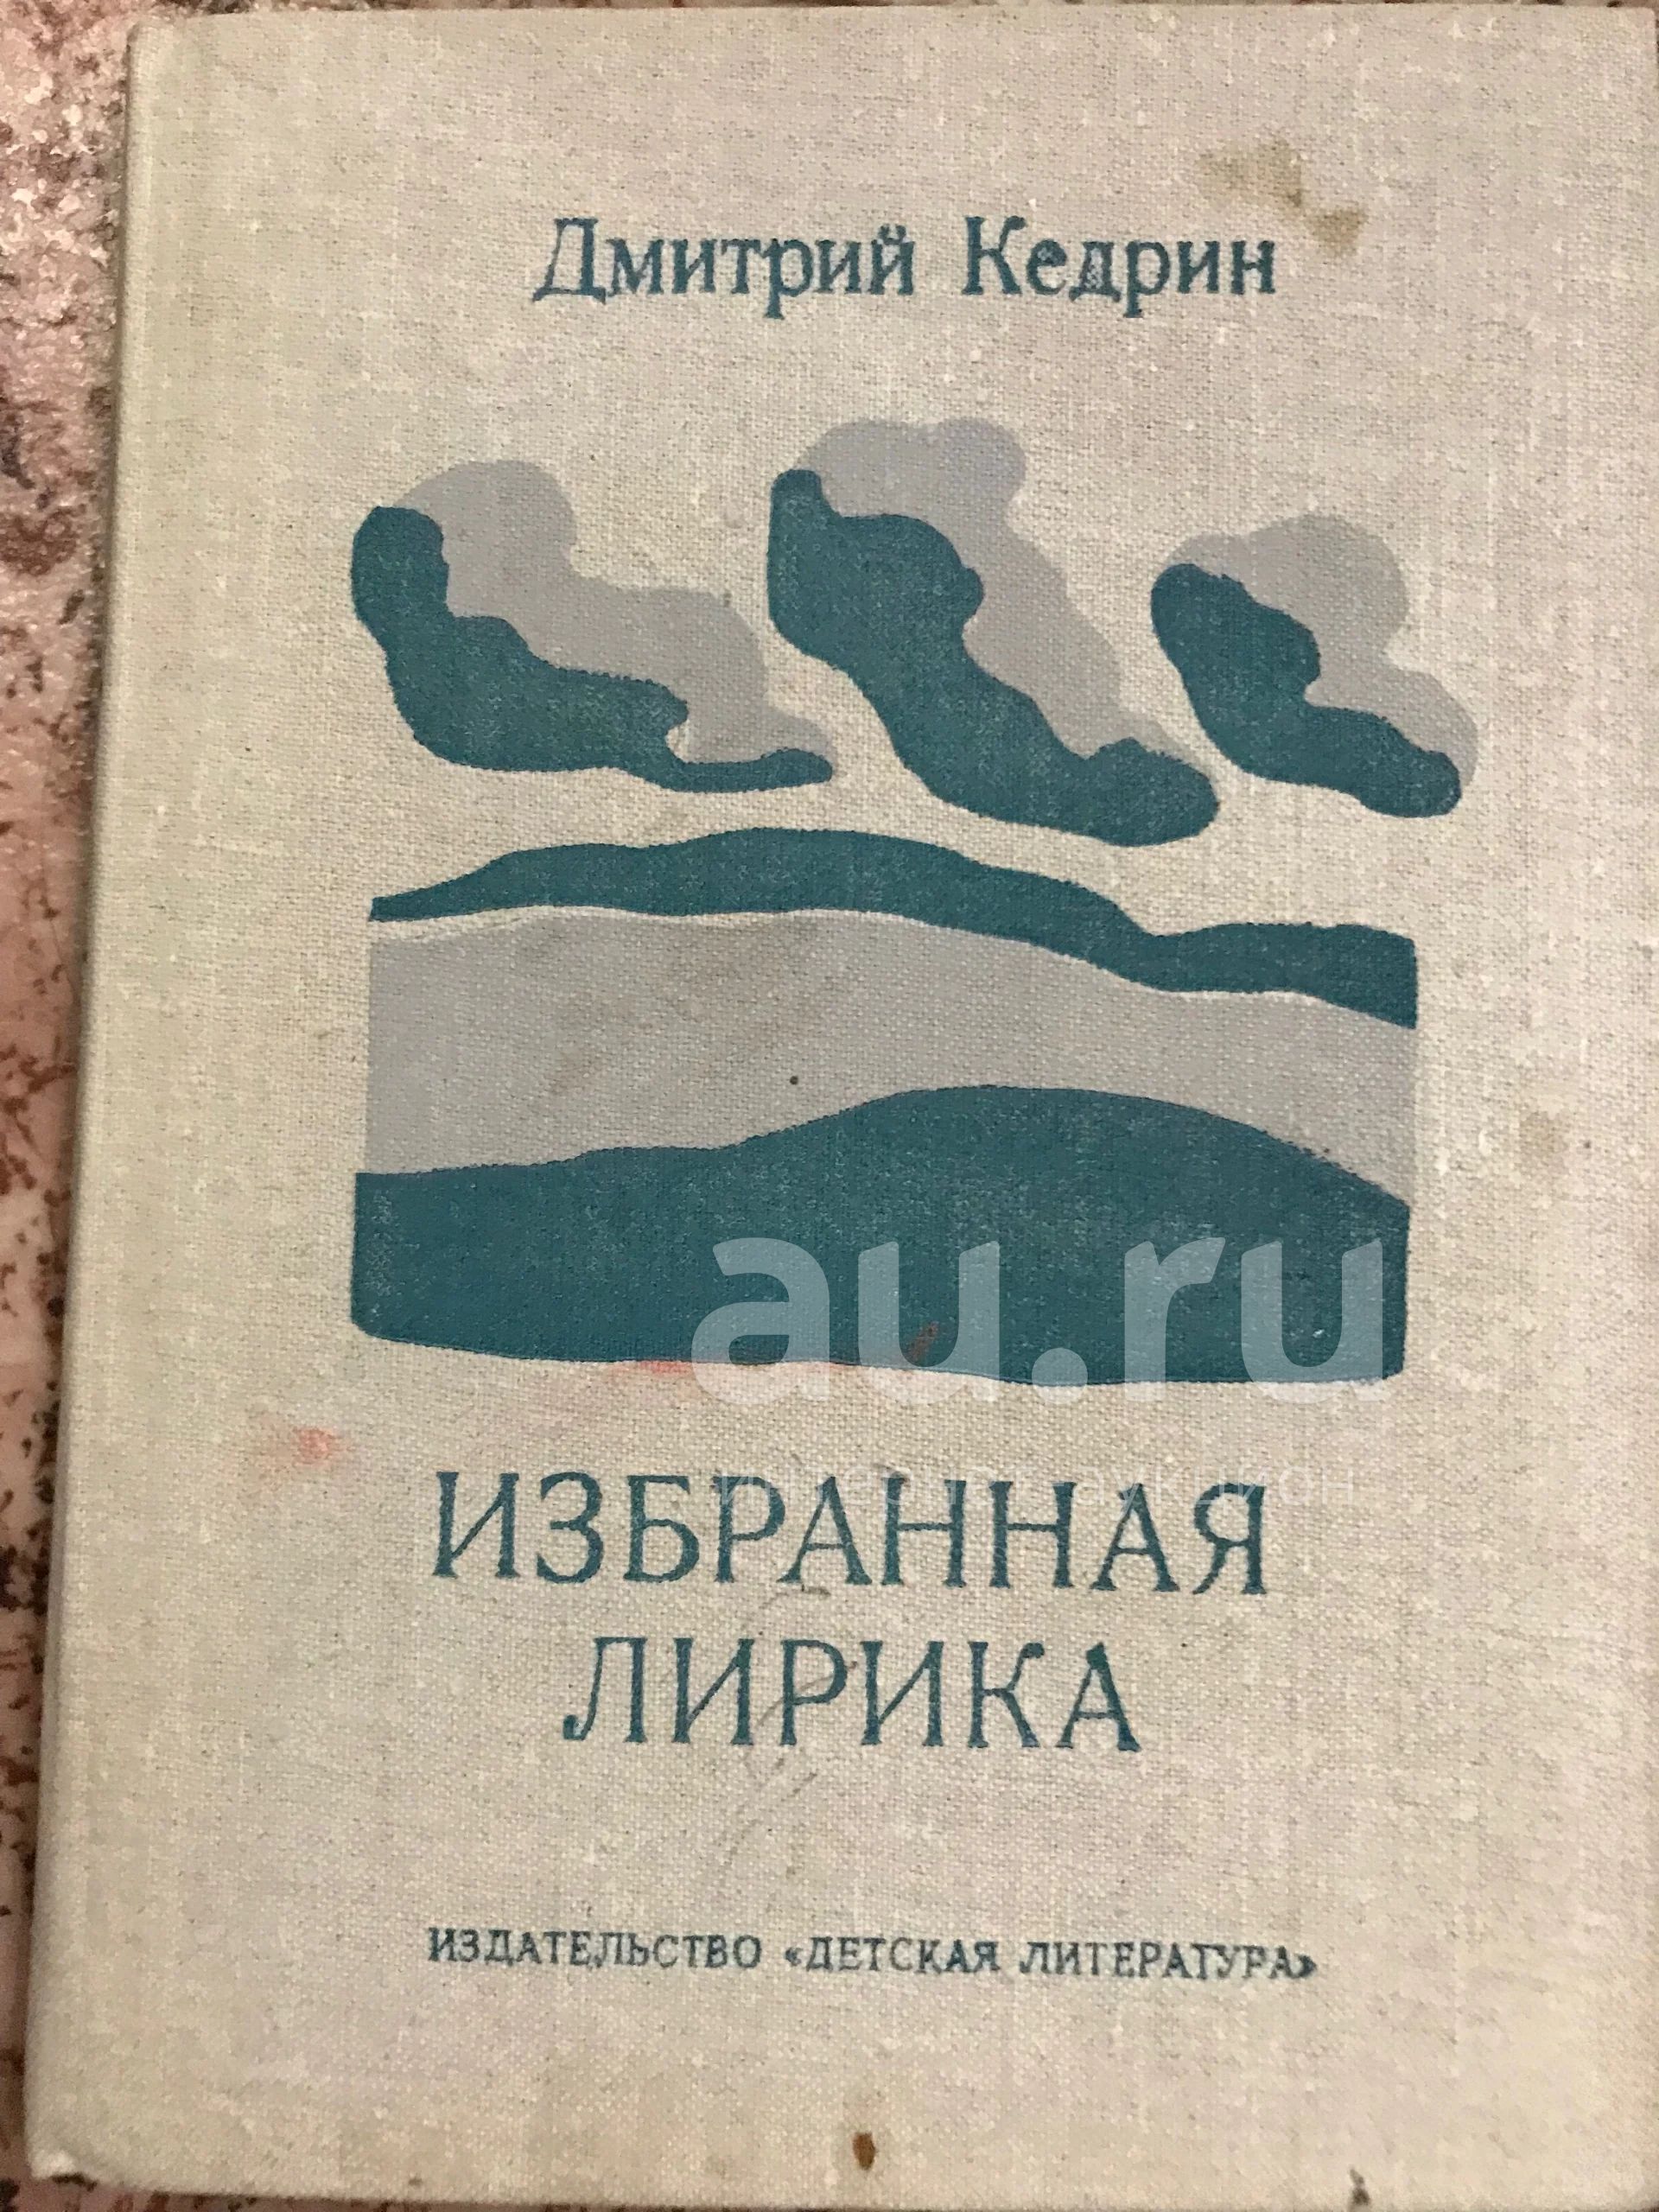 Дмитрий Кедрин
au.ru
ИЗБРАННАЯ
ЛИРИКА
ИЗДАТЕЛЬСТВО «ДЕТСКАЯ ЛИТЕРАТУРА»